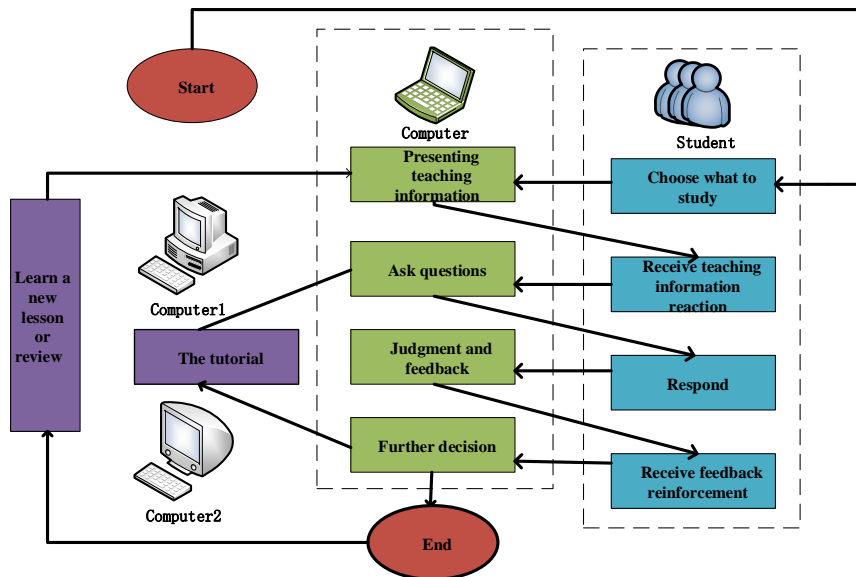 Start
Computer
Student
Presenting
teaching
information
Choose what to
study
Learn a
new
lesson
or
review
Computer1
Ask questions
Receive teaching
information
reaction
The tutorial
Judgment and
feedback
Respond
Computer2
Further decision
Receive feedback
reinforcement
End